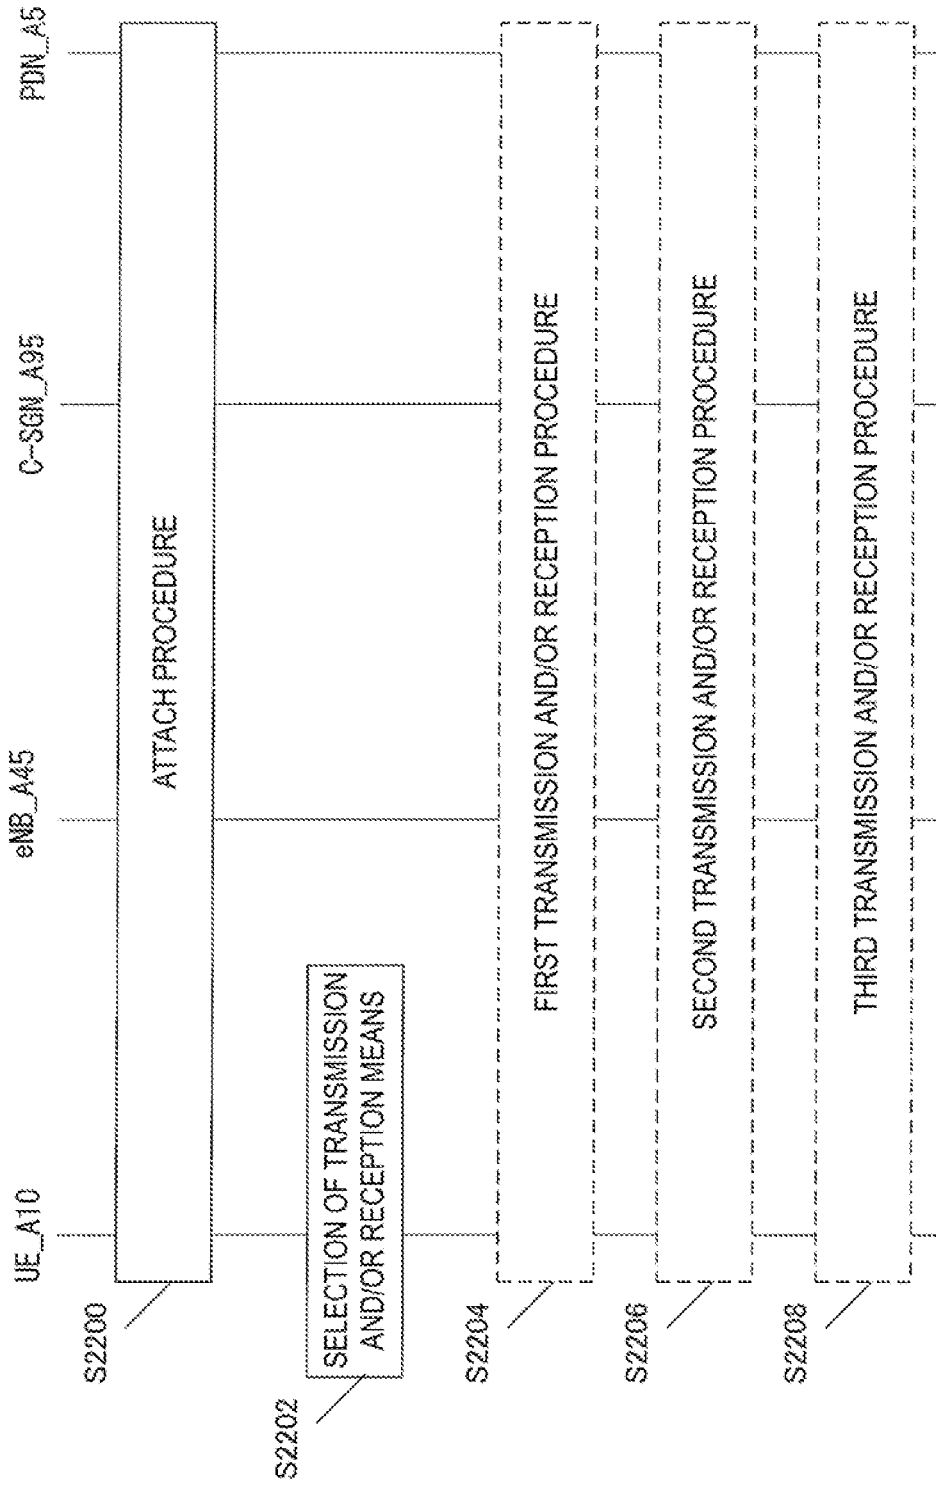 UE_A10
eNB_A45
C-SGN_A95
PDN_A5
S2200
ATTACH PROCEDURE
S2202
SELECTION OF TRANSMISSION
AND/OR RECEPTION MEANS
S2204
FIRST TRANSMISSION AND/OR RECEPTION PROCEDURE
S2206
SECOND TRANSMISSION AND/OR RECEPTION PROCEDURE
S2208
THIRD TRANSMISSION AND/OR RECEPTION PROCEDURE